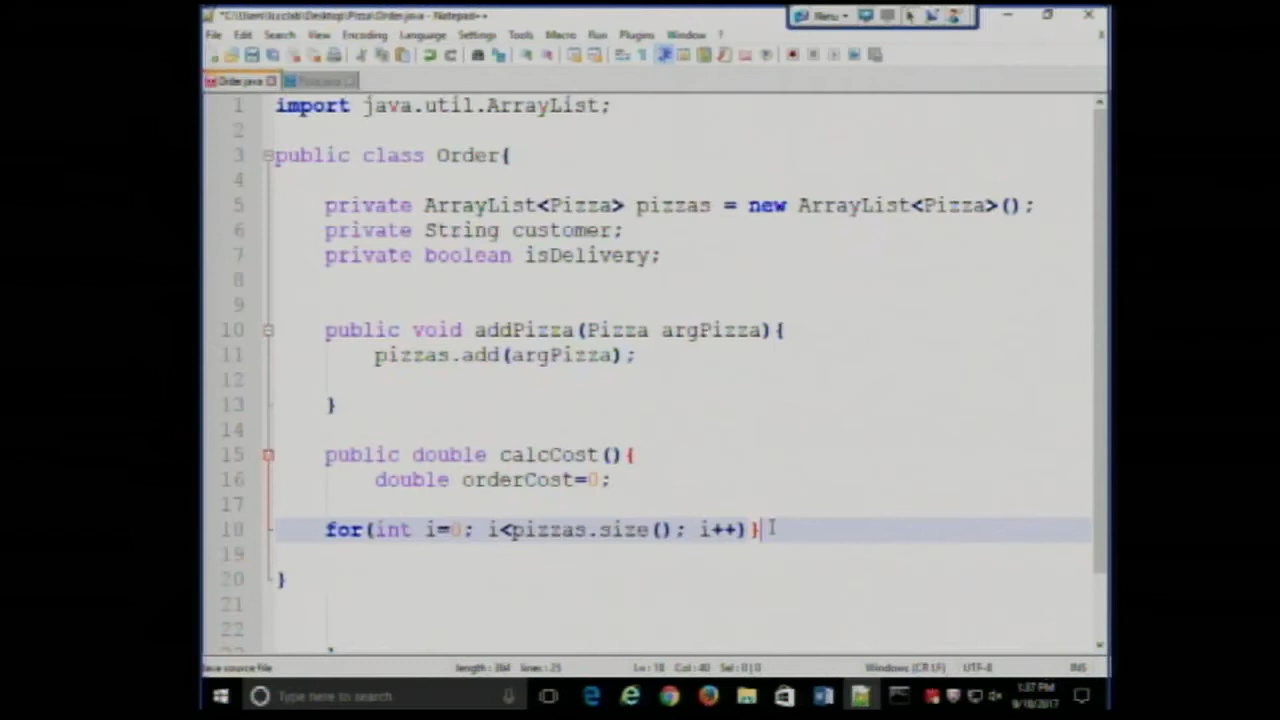 *C:\Users\lcsclab\Desktop\Pizza\Order.java - Notepad++
Menu
File Edit Search View Encoding Language Settings Tools Macro Run Plugins Window ? X
Order.java Pizza.java
1 import java.util.ArrayList;
2
3 public class Order{
4
5 private ArrayList<Pizza> pizzas = new ArrayList<Pizza>();
6 private String customer;
7 private boolean isDelivery;
8
9
10 public void addPizza(Pizza argPizza){
11 pizzas.add(argPizza);
12
13 }
14
15 public double calcCost(){
16 double orderCost=0;
17
18 for(int i=0; i<pizzas.size(); i++)}
19
20 }
21
22
Java source file length: 384 lines: 25 Ln: 18 Col: 40 Sel: 0 | 0 Windows (CR LF) UTF-8 INS
Type here to search
1:37 PM
9/18/2017